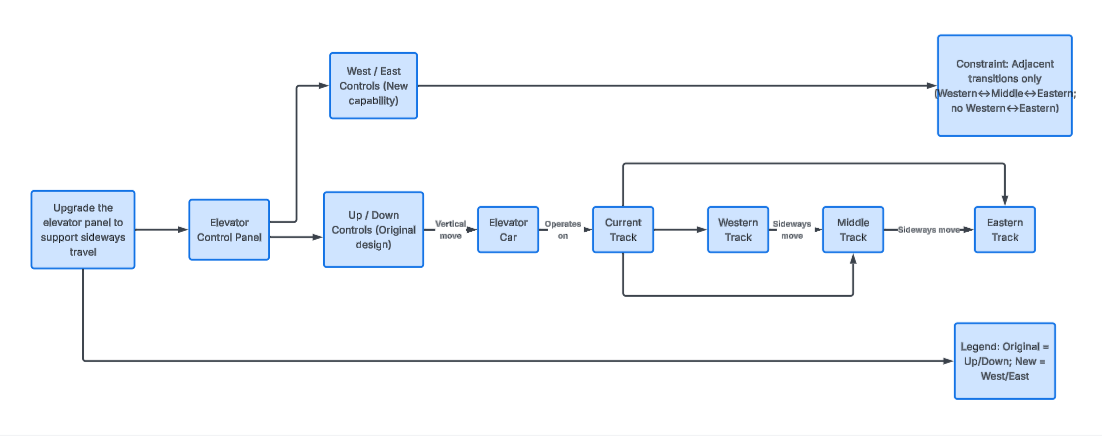 West / East
Controls (New
capability)
Constraint: Adjacent
transitions only
(Western↔Middle↔Eastern;
no Western↔Eastern)
Upgrade the
elevator panel to
support sideways
travel
Elevator
Control Panel
Up / Down
Controls (Original
design)
Vertical
move
Elevator
Car
Operates
on
Current
Track
Western
Track
Sideways
move
Middle
Track
Sideways move
Eastern
Track
Legend: Original =
Up/Down; New =
West/East